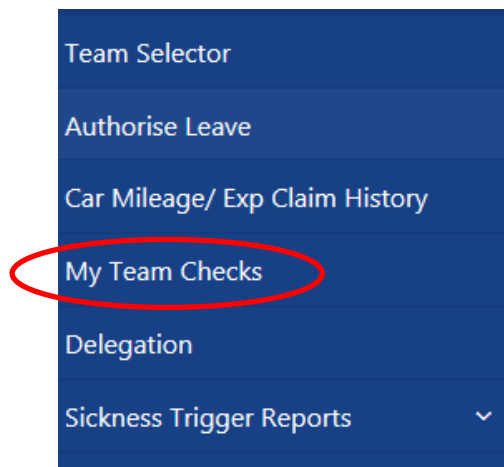 Team Selector
Authorise Leave
Car Mileage/ Exp Claim History
My Team Checks
Delegation
Sickness Trigger Reports